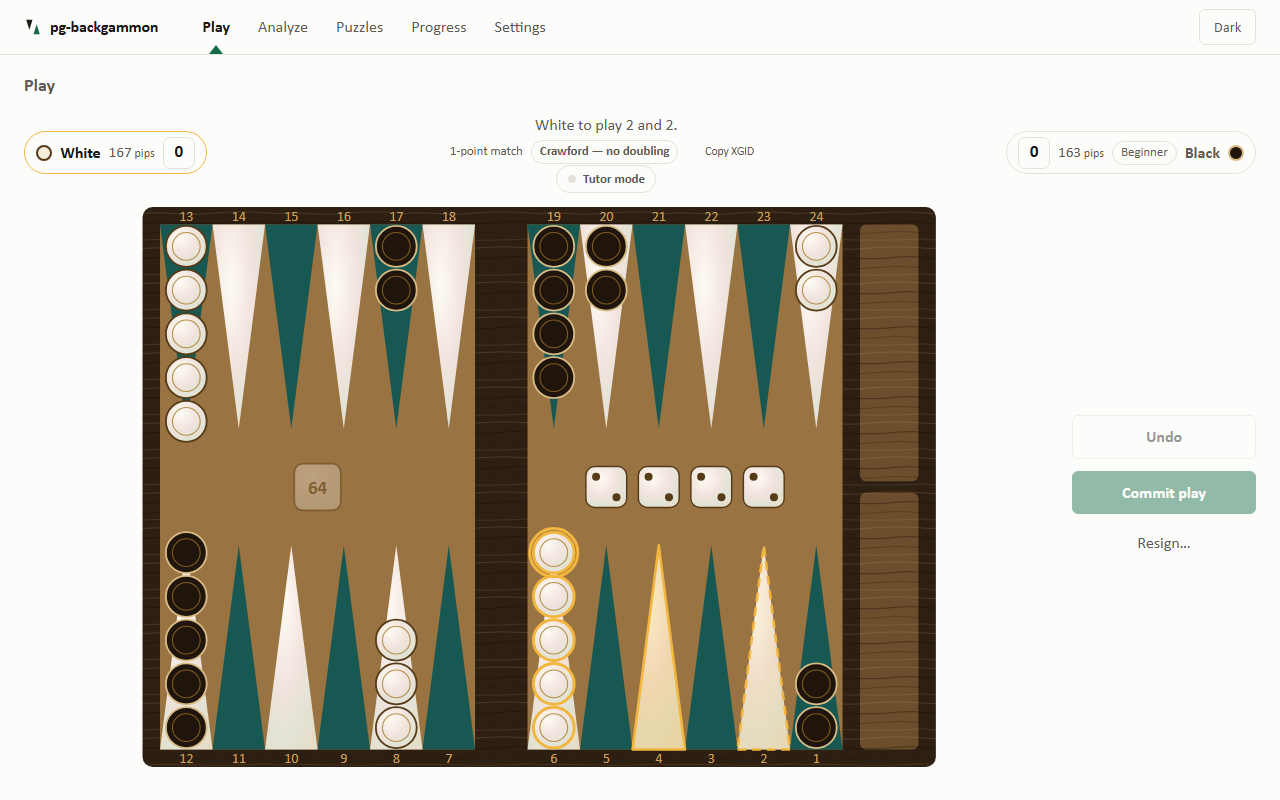 pg-backgammon Play Analyze Puzzles Progress Settings Dark
Play
White to play 2 and 2.
White 167 pips 0
1-point match Crawford — no doubling Copy XGID
0 163 pips Beginner Black
Tutor mode
13 14 15 16 17 18 19 20 21 22 23 24
Undo
64
Commit play
Resign...
12 11 10 9 8 7 6 5 4 3 2 1